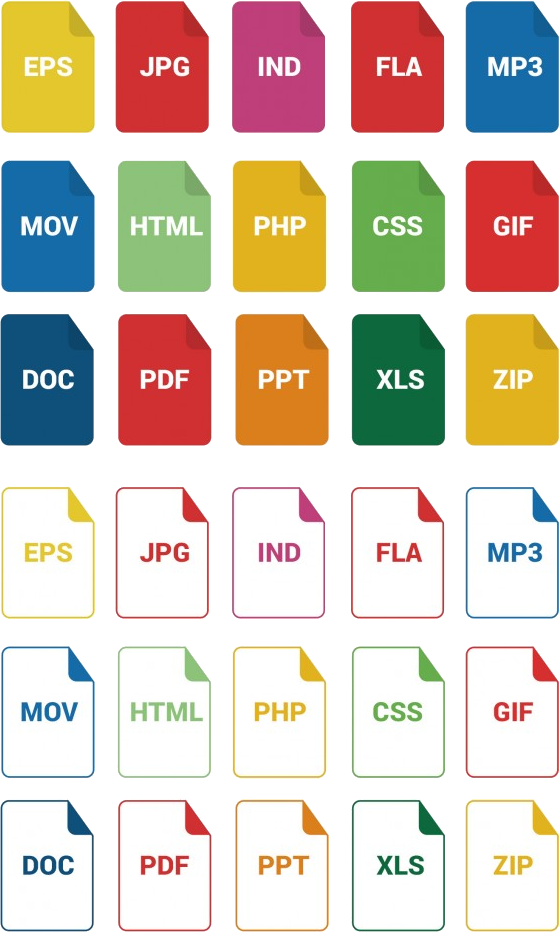 EPS JPG IND FLA MP3
MOV HTML PHP CSS GIF
DOC PDF PPT XLS ZIP
EPS JPG IND FLA MP3
MOV HTML PHP CSS GIF
DOC PDF PPT XLS ZIP